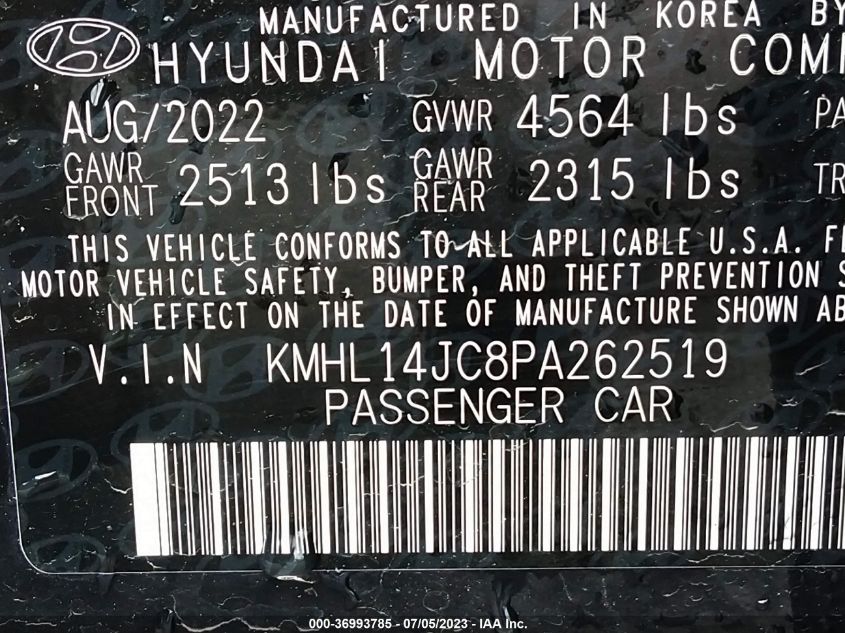 MANUFACTURED IN KOREA BY
HYUNDAI MOTOR
AUG/2022 GVWR 4564 lbs
GAWR FRONT 2513 lbs GAWR REAR 2315 lbs
THIS VEHICLE CONFORMS TO ALL APPLICABLE U.S.A.
MOTOR VEHICLE SAFETY, BUMPER, AND THEFT PREVENTION
IN EFFECT ON THE DATE OF MANUFACTURE SHOWN
V.I.N KMHL14JC8PA262519
PASSENGER CAR
000-36993785 - 07/05/2023 - IAA Inc.